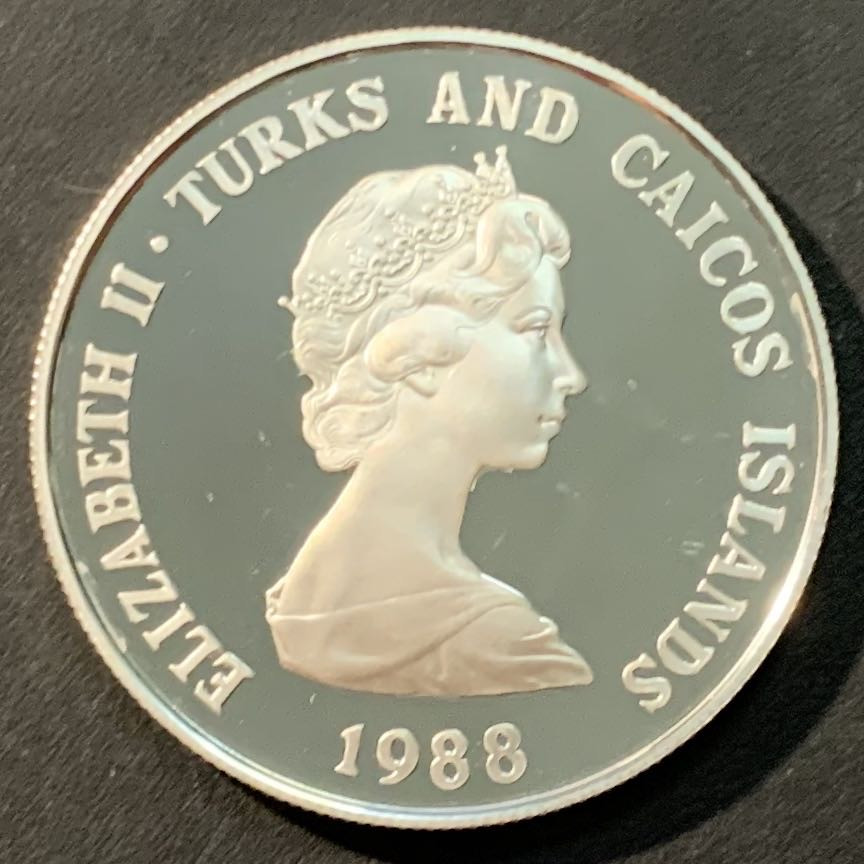 ELIZABETH II · TURKS AND CAICOS ISLANDS
1988